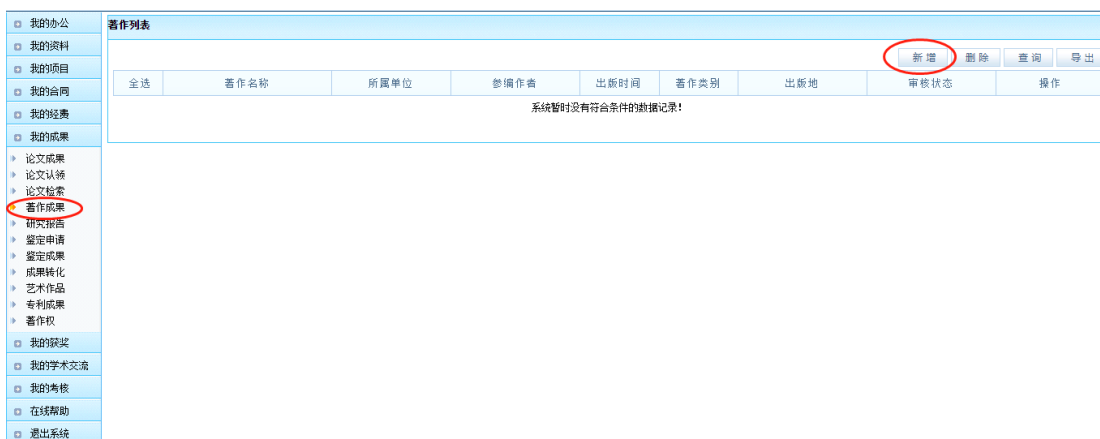 我的办公
我的资料
我的项目
我的合同
我的经费
我的成果
论文成果
论文认领
论文检索
著作成果
研究报告
鉴定申请
鉴定成果
成果转化
艺术作品
专利成果
著作权
我的获奖
我的学术交流
我的考核
在线帮助
退出系统
著作列表
新增 删除 查询 导出
全选 著作名称 所属单位 参编作者 出版时间 著作类别 出版地 审核状态 操作
系统暂时没有符合条件的数据记录!